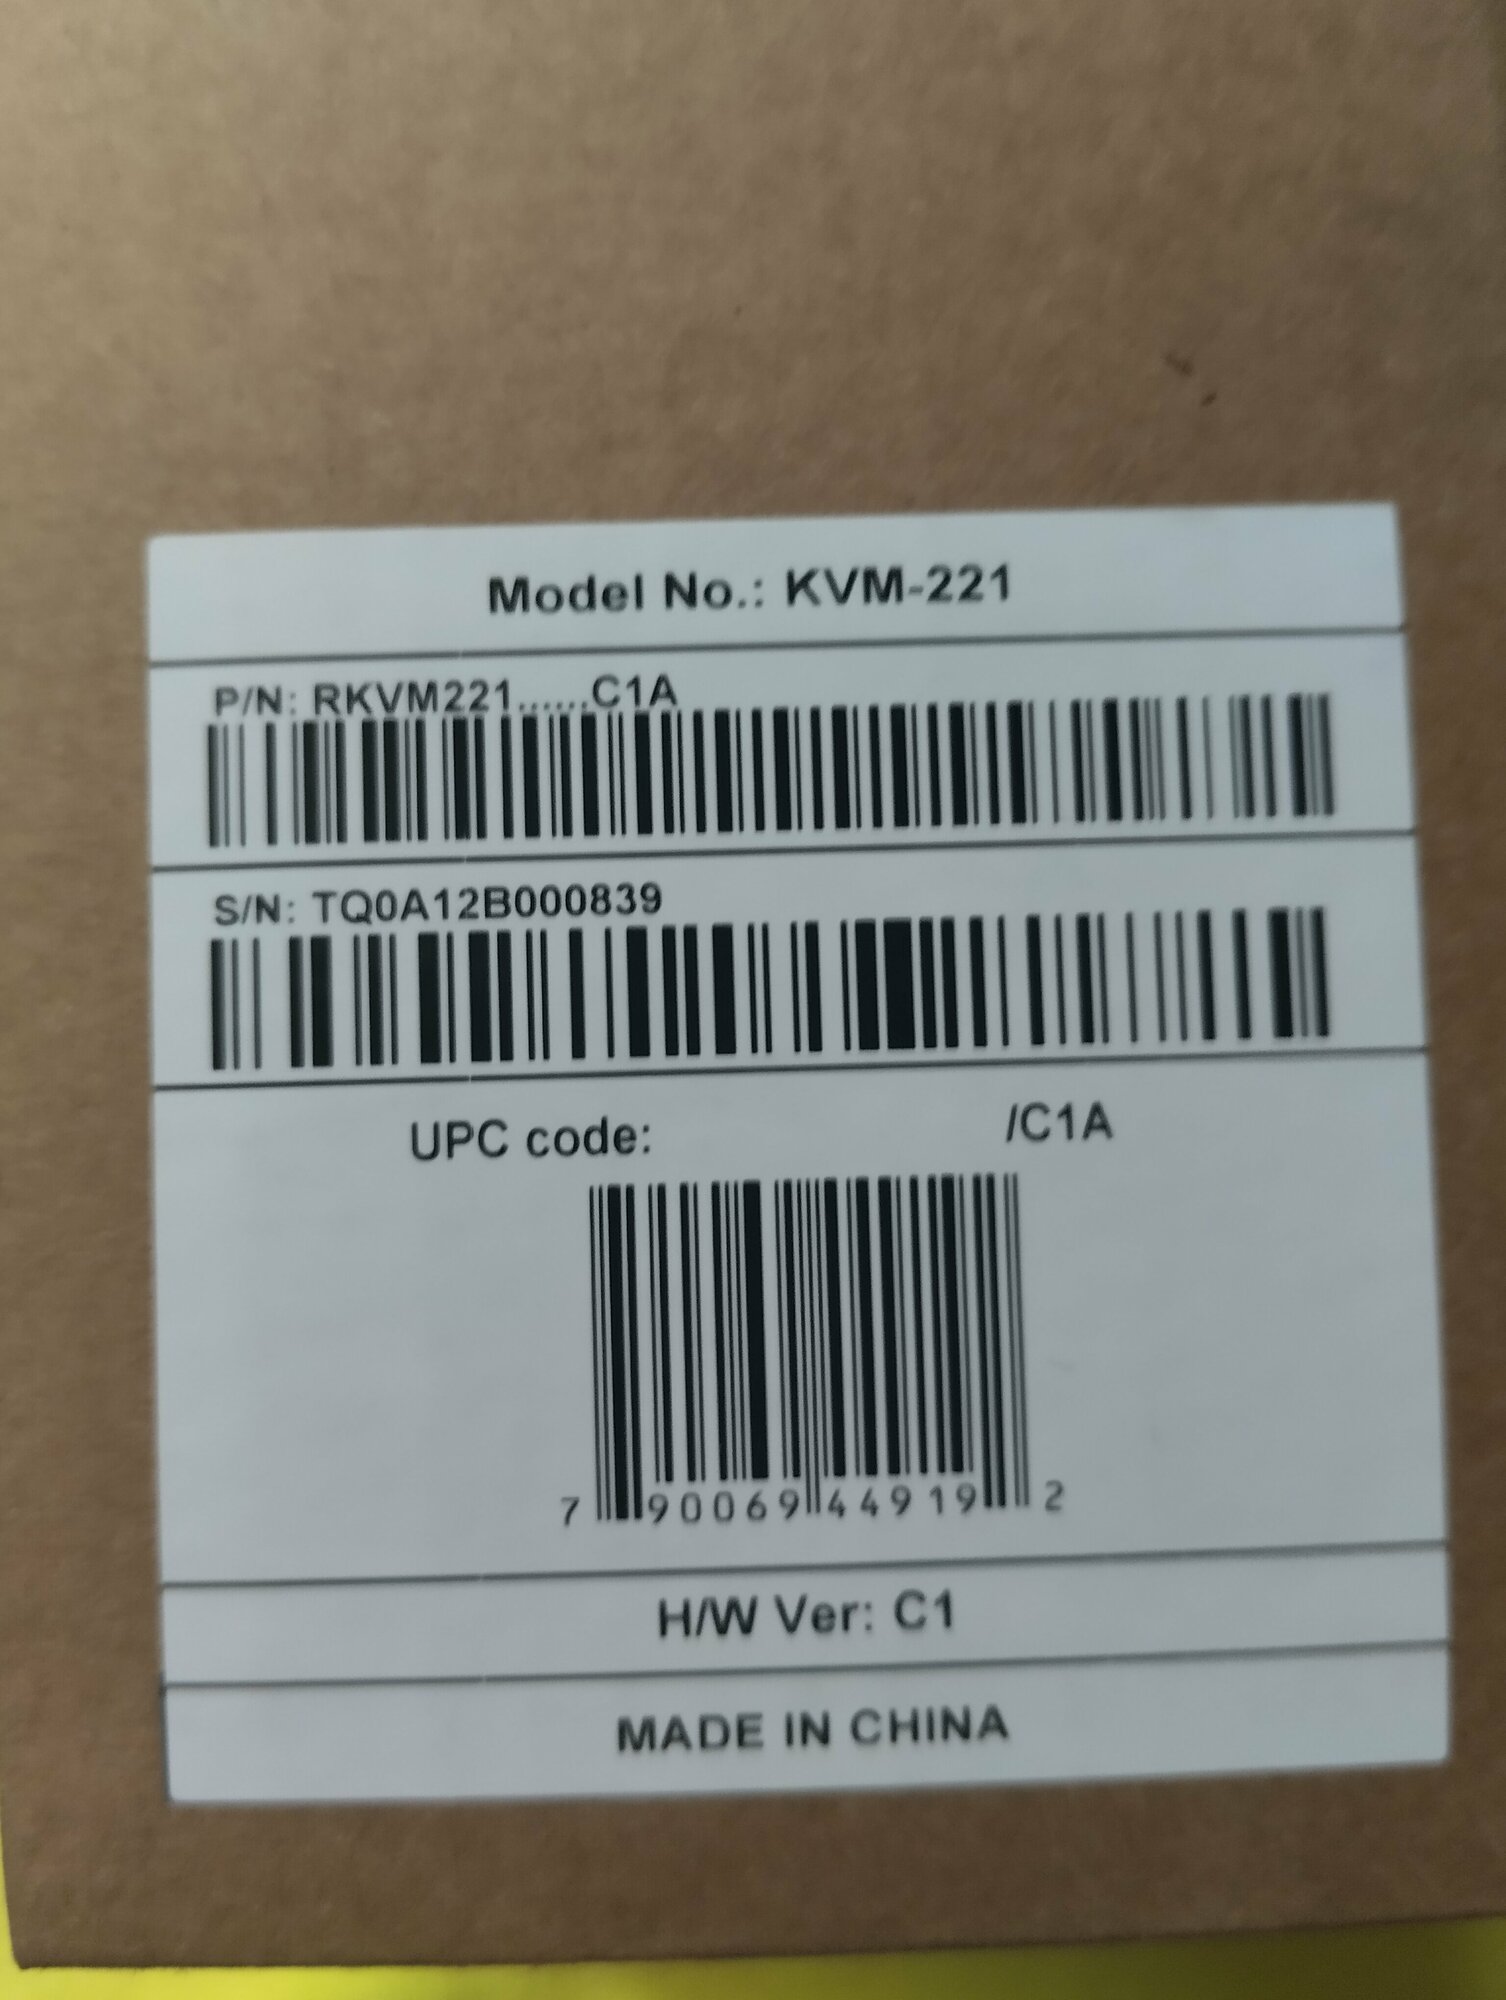 Model No.: KVM-221
P/N: RKVM221......C1A
S/N: TQ0A12B000839
UPC code: /C1A
7 90069 44919 2
H/W Ver: C1
MADE IN CHINA